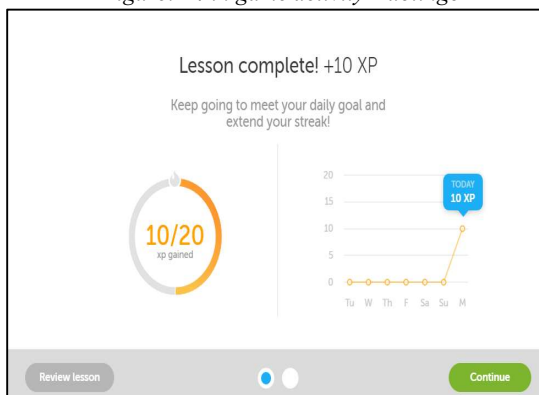 Lesson complete! +10 XP
Keep going to meet your daily goal and
extend your streak!
10/20
xp gained
20
15
10
5
0
TODAY
10 XP
Tu W Th F Sa Su M
Review lesson
Continue